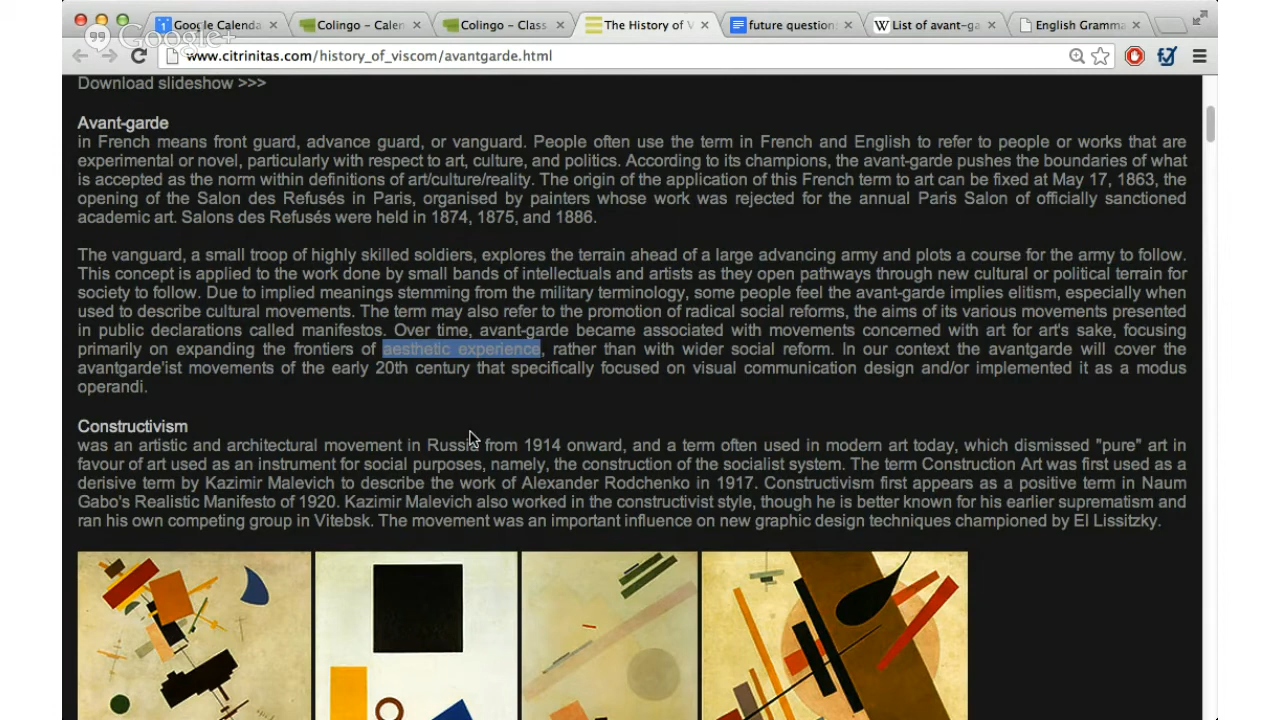 Google Calenda
Colingo – Calen
Colingo – Class
The History of V
future question
List of avant-ga
English Gramma
Google+
www.citrinitas.com/history_of_viscom/avantgarde.html
Download slideshow >>>
Avant-garde
in French means front guard, advance guard, or vanguard. People often use the term in French and English to refer to people or works that are
experimental or novel, particularly with respect to art, culture, and politics. According to its champions, the avant-garde pushes the boundaries of what
is accepted as the norm within definitions of art/culture/reality. The origin of the application of this French term to art can be fixed at May 17, 1863, the
opening of the Salon des Refusés in Paris, organised by painters whose work was rejected for the annual Paris Salon of officially sanctioned
academic art. Salons des Refusés were held in 1874, 1875, and 1886.
The vanguard, a small troop of highly skilled soldiers, explores the terrain ahead of a large advancing army and plots a course for the army to follow.
This concept is applied to the work done by small bands of intellectuals and artists as they open pathways through new cultural or political terrain for
society to follow. Due to implied meanings stemming from the military terminology, some people feel the avant-garde implies elitism, especially when
used to describe cultural movements. The term may also refer to the promotion of radical social reforms, the aims of its various movements presented
in public declarations called manifestos. Over time, avant-garde became associated with movements concerned with art for art's sake, focusing
primarily on expanding the frontiers of aesthetic experience, rather than with wider social reform. In our context the avantgarde will cover the
avantgarde'ist movements of the early 20th century that specifically focused on visual communication design and/or implemented it as a modus
operandi.
Constructivism
was an artistic and architectural movement in Russia from 1914 onward, and a term often used in modern art today, which dismissed "pure" art in
favour of art used as an instrument for social purposes, namely, the construction of the socialist system. The term Construction Art was first used as a
derisive term by Kazimir Malevich to describe the work of Alexander Rodchenko in 1917. Constructivism first appears as a positive term in Naum
Gabo's Realistic Manifesto of 1920. Kazimir Malevich also worked in the constructivist style, though he is better known for his earlier suprematism and
ran his own competing group in Vitebsk. The movement was an important influence on new graphic design techniques championed by El Lissitzky.